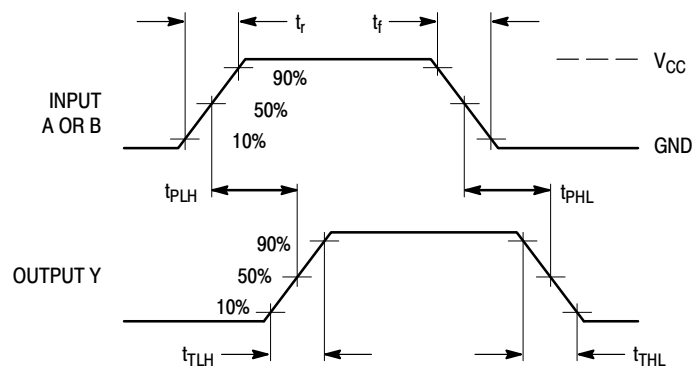 tr
tf
VCC
90%
INPUT
A OR B
50%
10%
GND
tPLH
tPHL
90%
OUTPUT Y
50%
10%
tTLH
tTHL